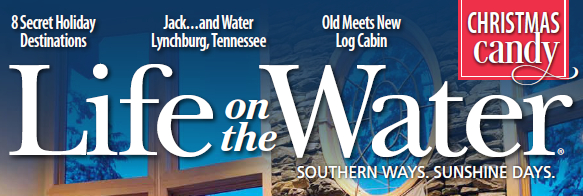 8 Secret Holiday
Destinations
Jack...and Water
Lynchburg, Tennessee
Old Meets New
Log Cabin
CHRISTMAS
candy
Life on the Water®
SOUTHERN WAYS. SUNSHINE DAYS.